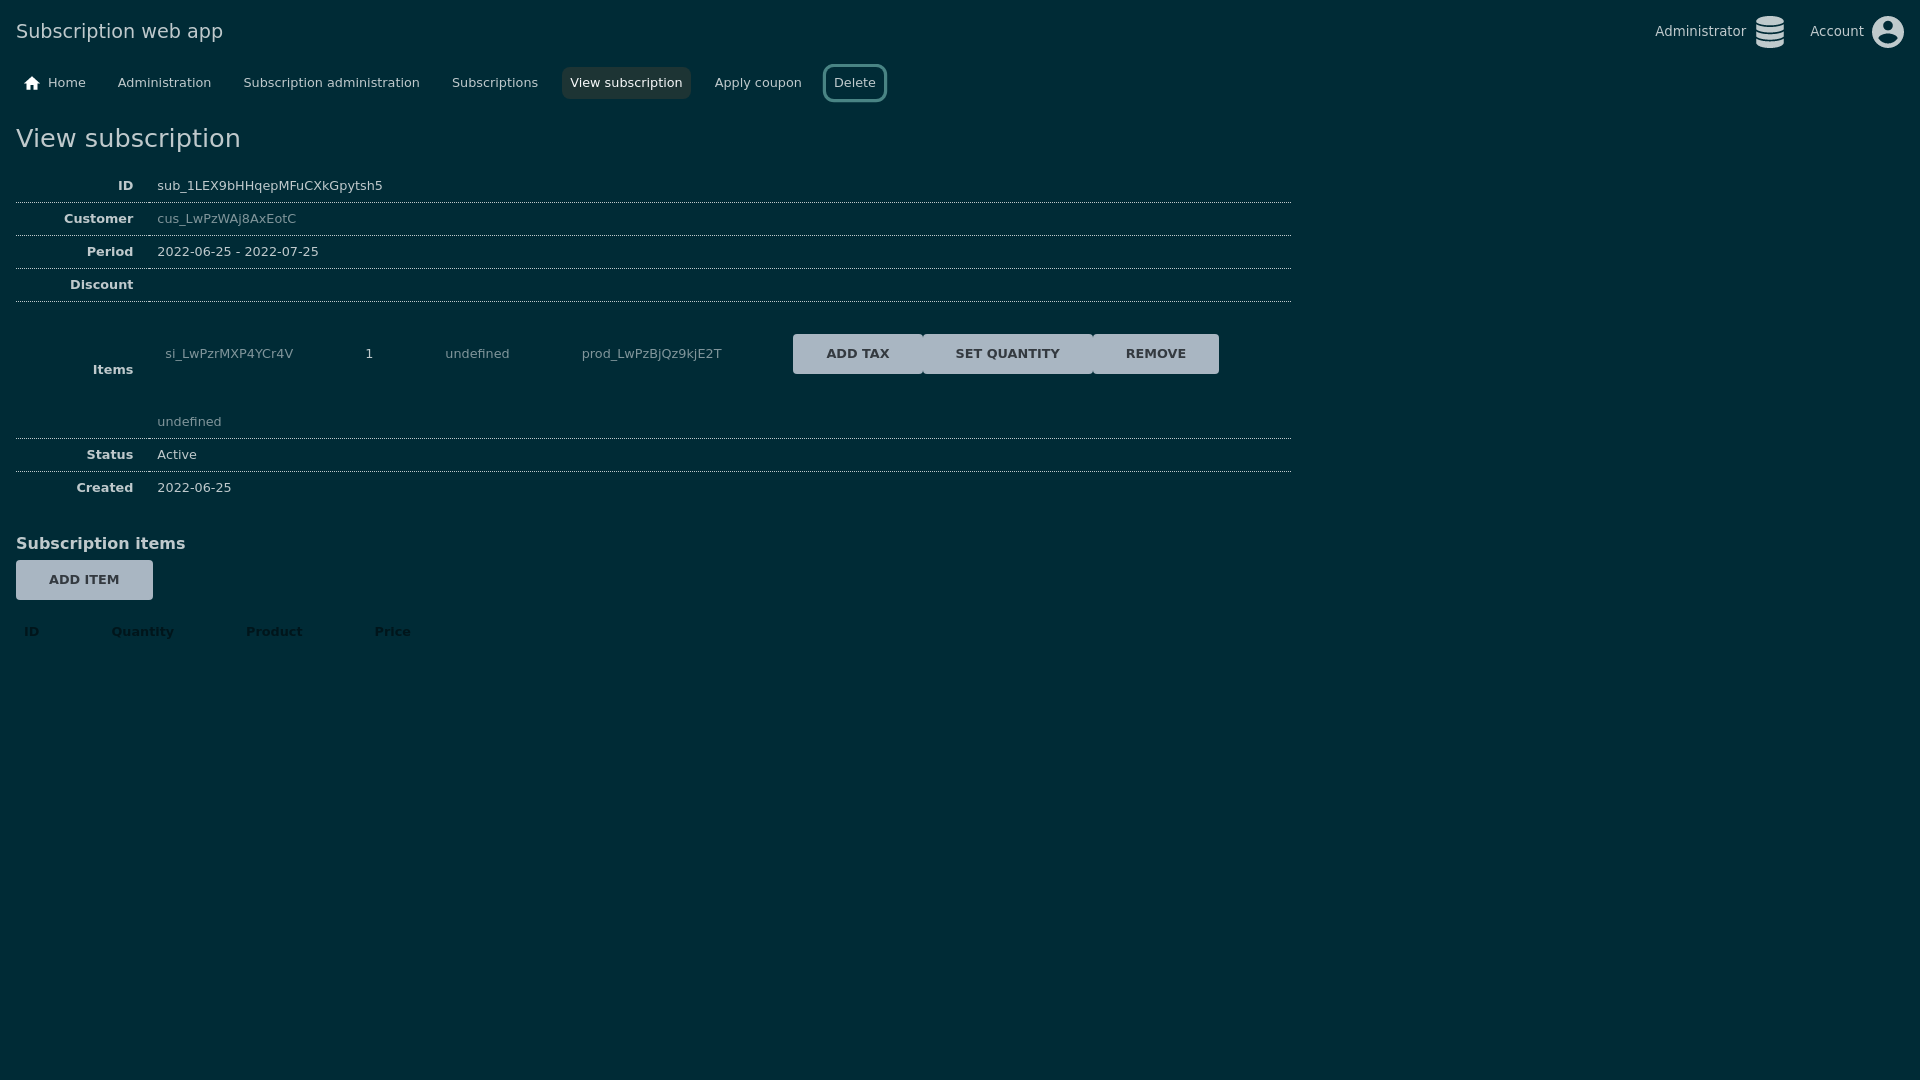 Subscription web app
Administrator
Account
Home Administration Subscription administration Subscriptions View subscription Apply coupon Delete
View subscription
ID sub_1LEX9bHHqepMFuCXkGpytsh5
Customer cus_LwPzWAj8AxEotC
Period 2022-06-25 - 2022-07-25
Discount
Items si_LwPzrMXP4YCr4V 1 undefined prod_LwPzBjQz9kjE2T ADD TAX SET QUANTITY REMOVE
undefined
Status Active
Created 2022-06-25
Subscription items
ADD ITEM
ID Quantity Product Price